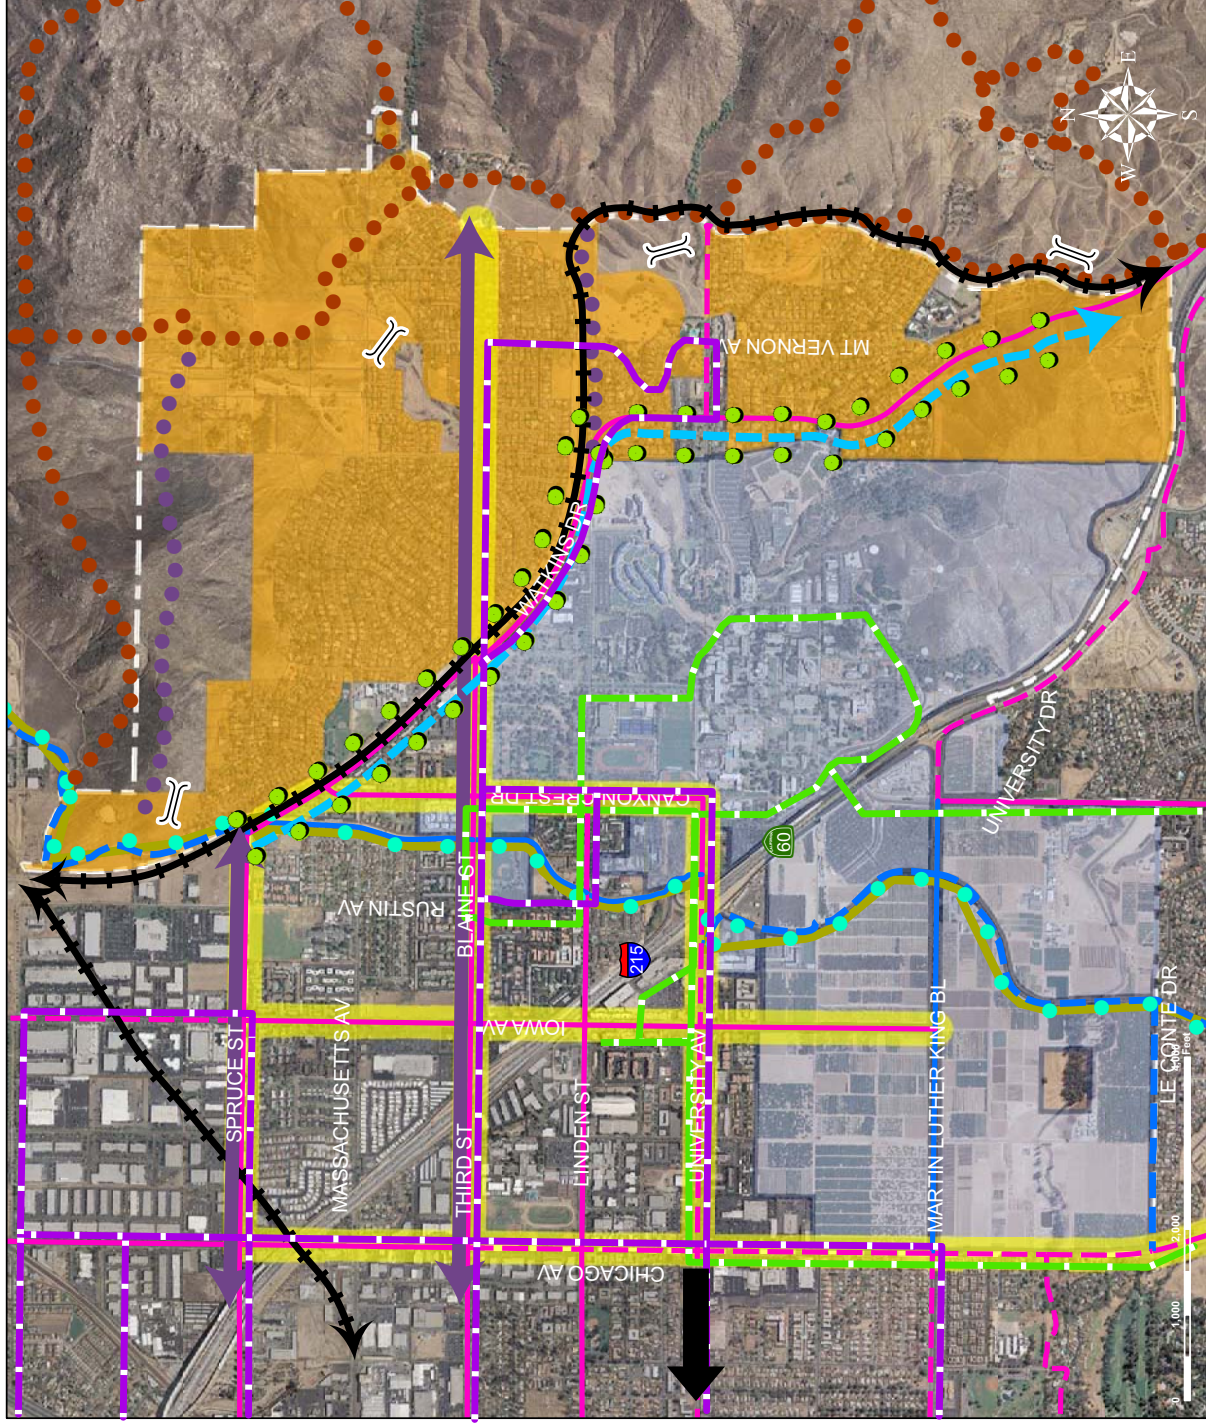 N
E
W
S
MT VERNON AV
WATKINS DR
UNIVERSITY DR
CANYON CREST DR
60
BLAINE ST
RUSTIN AV
215
IOWA AV
MASSACHUSETTS AV
SPRUCE ST
THIRD ST
LINDEN ST
UNIVERSITY AV
MARTIN LUTHER KING BL
LE CONTE DR
CHICAGO AV
0
1,000
2,000
Feet